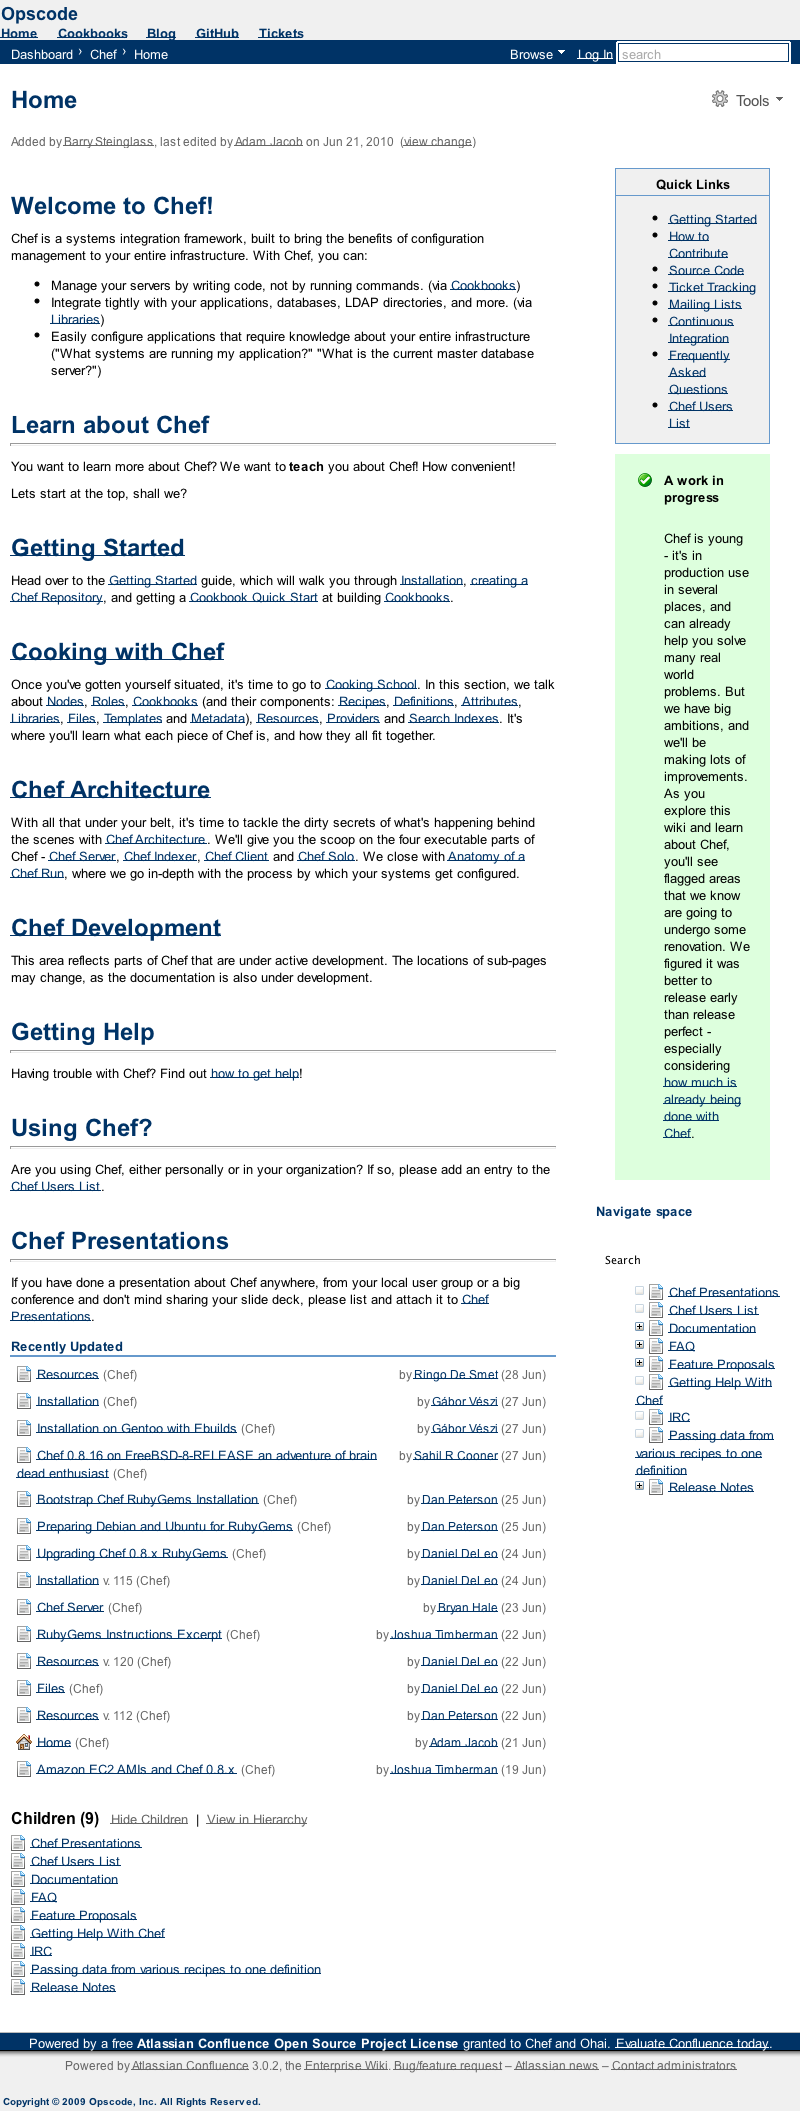 Opscode
Home Cookbooks Blog GitHub Tickets
Dashboard › Chef › Home Browse Log In search
Home
Tools
Added by Barry Steinglass, last edited by Adam Jacob on Jun 21, 2010 (view change)
Welcome to Chef!
Chef is a systems integration framework, built to bring the benefits of configuration
management to your entire infrastructure. With Chef, you can:
• Manage your servers by writing code, not by running commands. (via Cookbooks)
• Integrate tightly with your applications, databases, LDAP directories, and more. (via
Libraries)
• Easily configure applications that require knowledge about your entire infrastructure
("What systems are running my application?" "What is the current master database
server?")
Learn about Chef
You want to learn more about Chef? We want to teach you about Chef! How convenient!
Lets start at the top, shall we?
Getting Started
Head over to the Getting Started guide, which will walk you through Installation, creating a
Chef Repository, and getting a Cookbook Quick Start at building Cookbooks.
Cooking with Chef
Once you've gotten yourself situated, it's time to go to Cooking School. In this section, we talk
about Nodes, Roles, Cookbooks (and their components: Recipes, Definitions, Attributes,
Libraries, Files, Templates and Metadata), Resources, Providers and Search Indexes. It's
where you'll learn what each piece of Chef is, and how they all fit together.
Chef Architecture
With all that under your belt, it's time to tackle the dirty secrets of what's happening behind
the scenes with Chef Architecture. We'll give you the scoop on the four executable parts of
Chef - Chef Server, Chef Indexer, Chef Client and Chef Solo. We close with Anatomy of a
Chef Run, where we go in-depth with the process by which your systems get configured.
Chef Development
This area reflects parts of Chef that are under active development. The locations of sub-pages
may change, as the documentation is also under development.
Getting Help
Having trouble with Chef? Find out how to get help!
Using Chef?
Are you using Chef, either personally or in your organization? If so, please add an entry to the
Chef Users List.
Chef Presentations
If you have done a presentation about Chef anywhere, from your local user group or a big
conference and don't mind sharing your slide deck, please list and attach it to Chef
Presentations.
Recently Updated
Resources (Chef) by Ringo De Smet (28 Jun)
Installation (Chef) by Gábor Vészi (27 Jun)
Installation on Gentoo with Ebuilds (Chef) by Gábor Vészi (27 Jun)
Chef 0.8.16 on FreeBSD-8-RELEASE an adventure of brain by Sahil R Cooner (27 Jun)
dead enthusiast (Chef)
Bootstrap Chef RubyGems Installation (Chef) by Dan Peterson (25 Jun)
Preparing Debian and Ubuntu for RubyGems (Chef) by Dan Peterson (25 Jun)
Upgrading Chef 0.8.x RubyGems (Chef) by Daniel DeLeo (24 Jun)
Installation v. 115 (Chef) by Daniel DeLeo (24 Jun)
Chef Server (Chef) by Bryan Hale (23 Jun)
RubyGems Instructions Excerpt (Chef) by Joshua Timberman (22 Jun)
Resources v. 120 (Chef) by Daniel DeLeo (22 Jun)
Files (Chef) by Daniel DeLeo (22 Jun)
Resources v. 112 (Chef) by Dan Peterson (22 Jun)
Home (Chef) by Adam Jacob (21 Jun)
Amazon EC2 AMIs and Chef 0.8.x (Chef) by Joshua Timberman (19 Jun)
Quick Links
• Getting Started
• How to
Contribute
• Source Code
• Ticket Tracking
• Mailing Lists
• Continuous
Integration
• Frequently
Asked
Questions
• Chef Users
List
A work in
progress
Chef is young
- it's in
production use
in several
places, and
can already
help you solve
many real
world
problems. But
we have big
ambitions, and
we'll be
making lots of
improvements.
As you
explore this
wiki and learn
about Chef,
you'll see
flagged areas
that we know
are going to
undergo some
renovation. We
figured it was
better to
release early
than release
perfect -
especially
considering
how much is
already being
done with
Chef.
Navigate space
Search
Chef Presentations
Chef Users List
Documentation
FAQ
Feature Proposals
Getting Help With
Chef
IRC
Passing data from
various recipes to one
definition
Release Notes
Children (9) Hide Children | View in Hierarchy
Chef Presentations
Chef Users List
Documentation
FAQ
Feature Proposals
Getting Help With Chef
IRC
Passing data from various recipes to one definition
Release Notes
Powered by a free Atlassian Confluence Open Source Project License granted to Chef and Ohai. Evaluate Confluence today.
Powered by Atlassian Confluence 3.0.2, the Enterprise Wiki. Bug/feature request – Atlassian news – Contact administrators
Copyright © 2009 Opscode, Inc. All Rights Reserved.